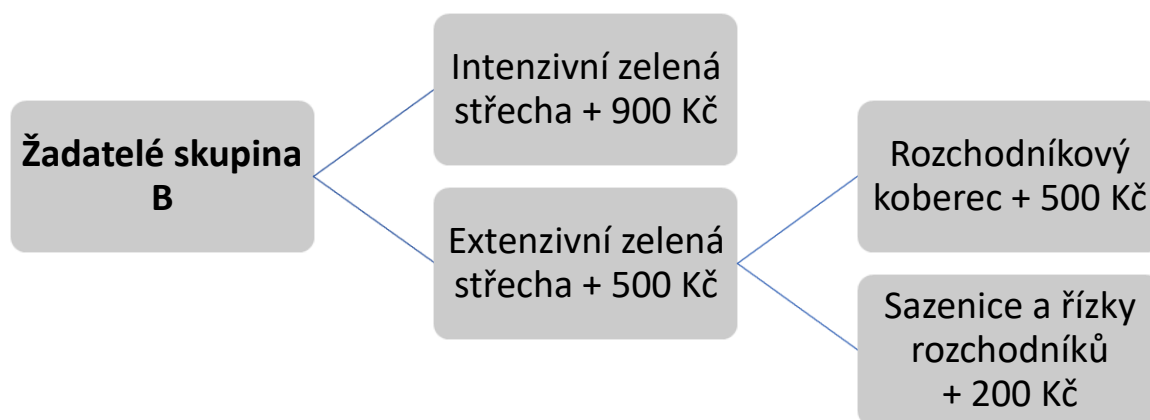 Žadatelé skupina
B
Intenzivní zelená
střecha + 900 Kč
Extenzivní zelená
střecha + 500 Kč
Rozchodníkový
koberec + 500 Kč
Sazenice a řízky
rozchodníků
+ 200 Kč